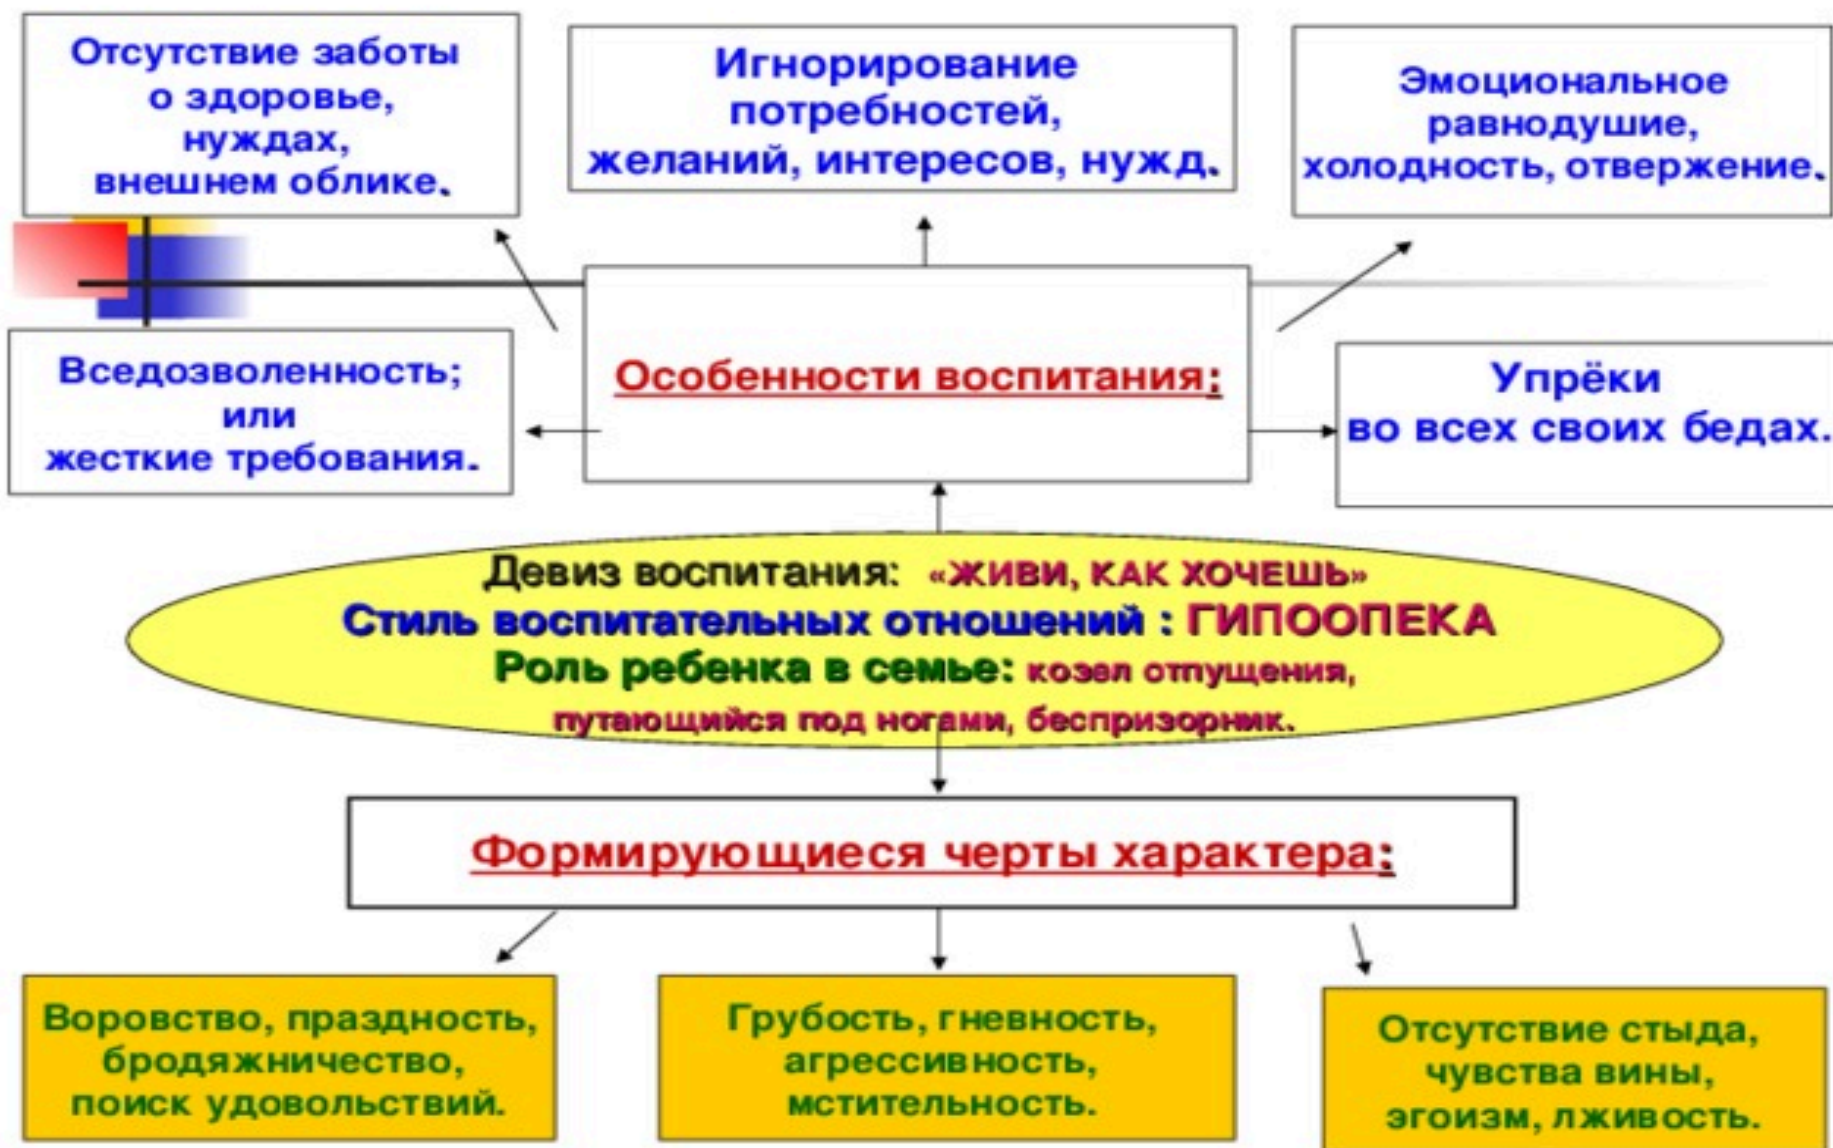 Отсутствие заботы
о здоровье,
нуждах,
внешнем облике.
Игнорирование
потребностей,
желаний, интересов, нужд.
Эмоциональное
равнодушие,
холодность, отвержение.
Вседозволенность;
или
жесткие требования.
Особенности воспитания:
Упрёки
во всех своих бедах.
Девиз воспитания: «ЖИВИ, КАК ХОЧЕШЬ»
Стиль воспитательных отношений : ГИПООПЕКА
Роль ребенка в семье: козел отпущения,
путающийся под ногами, беспризорник.
Формирующиеся черты характера:
Воровство, праздность,
бродяжничество,
поиск удовольствий.
Грубость, гневность,
агрессивность,
мстительность.
Отсутствие стыда,
чувства вины,
эгоизм, лживость.